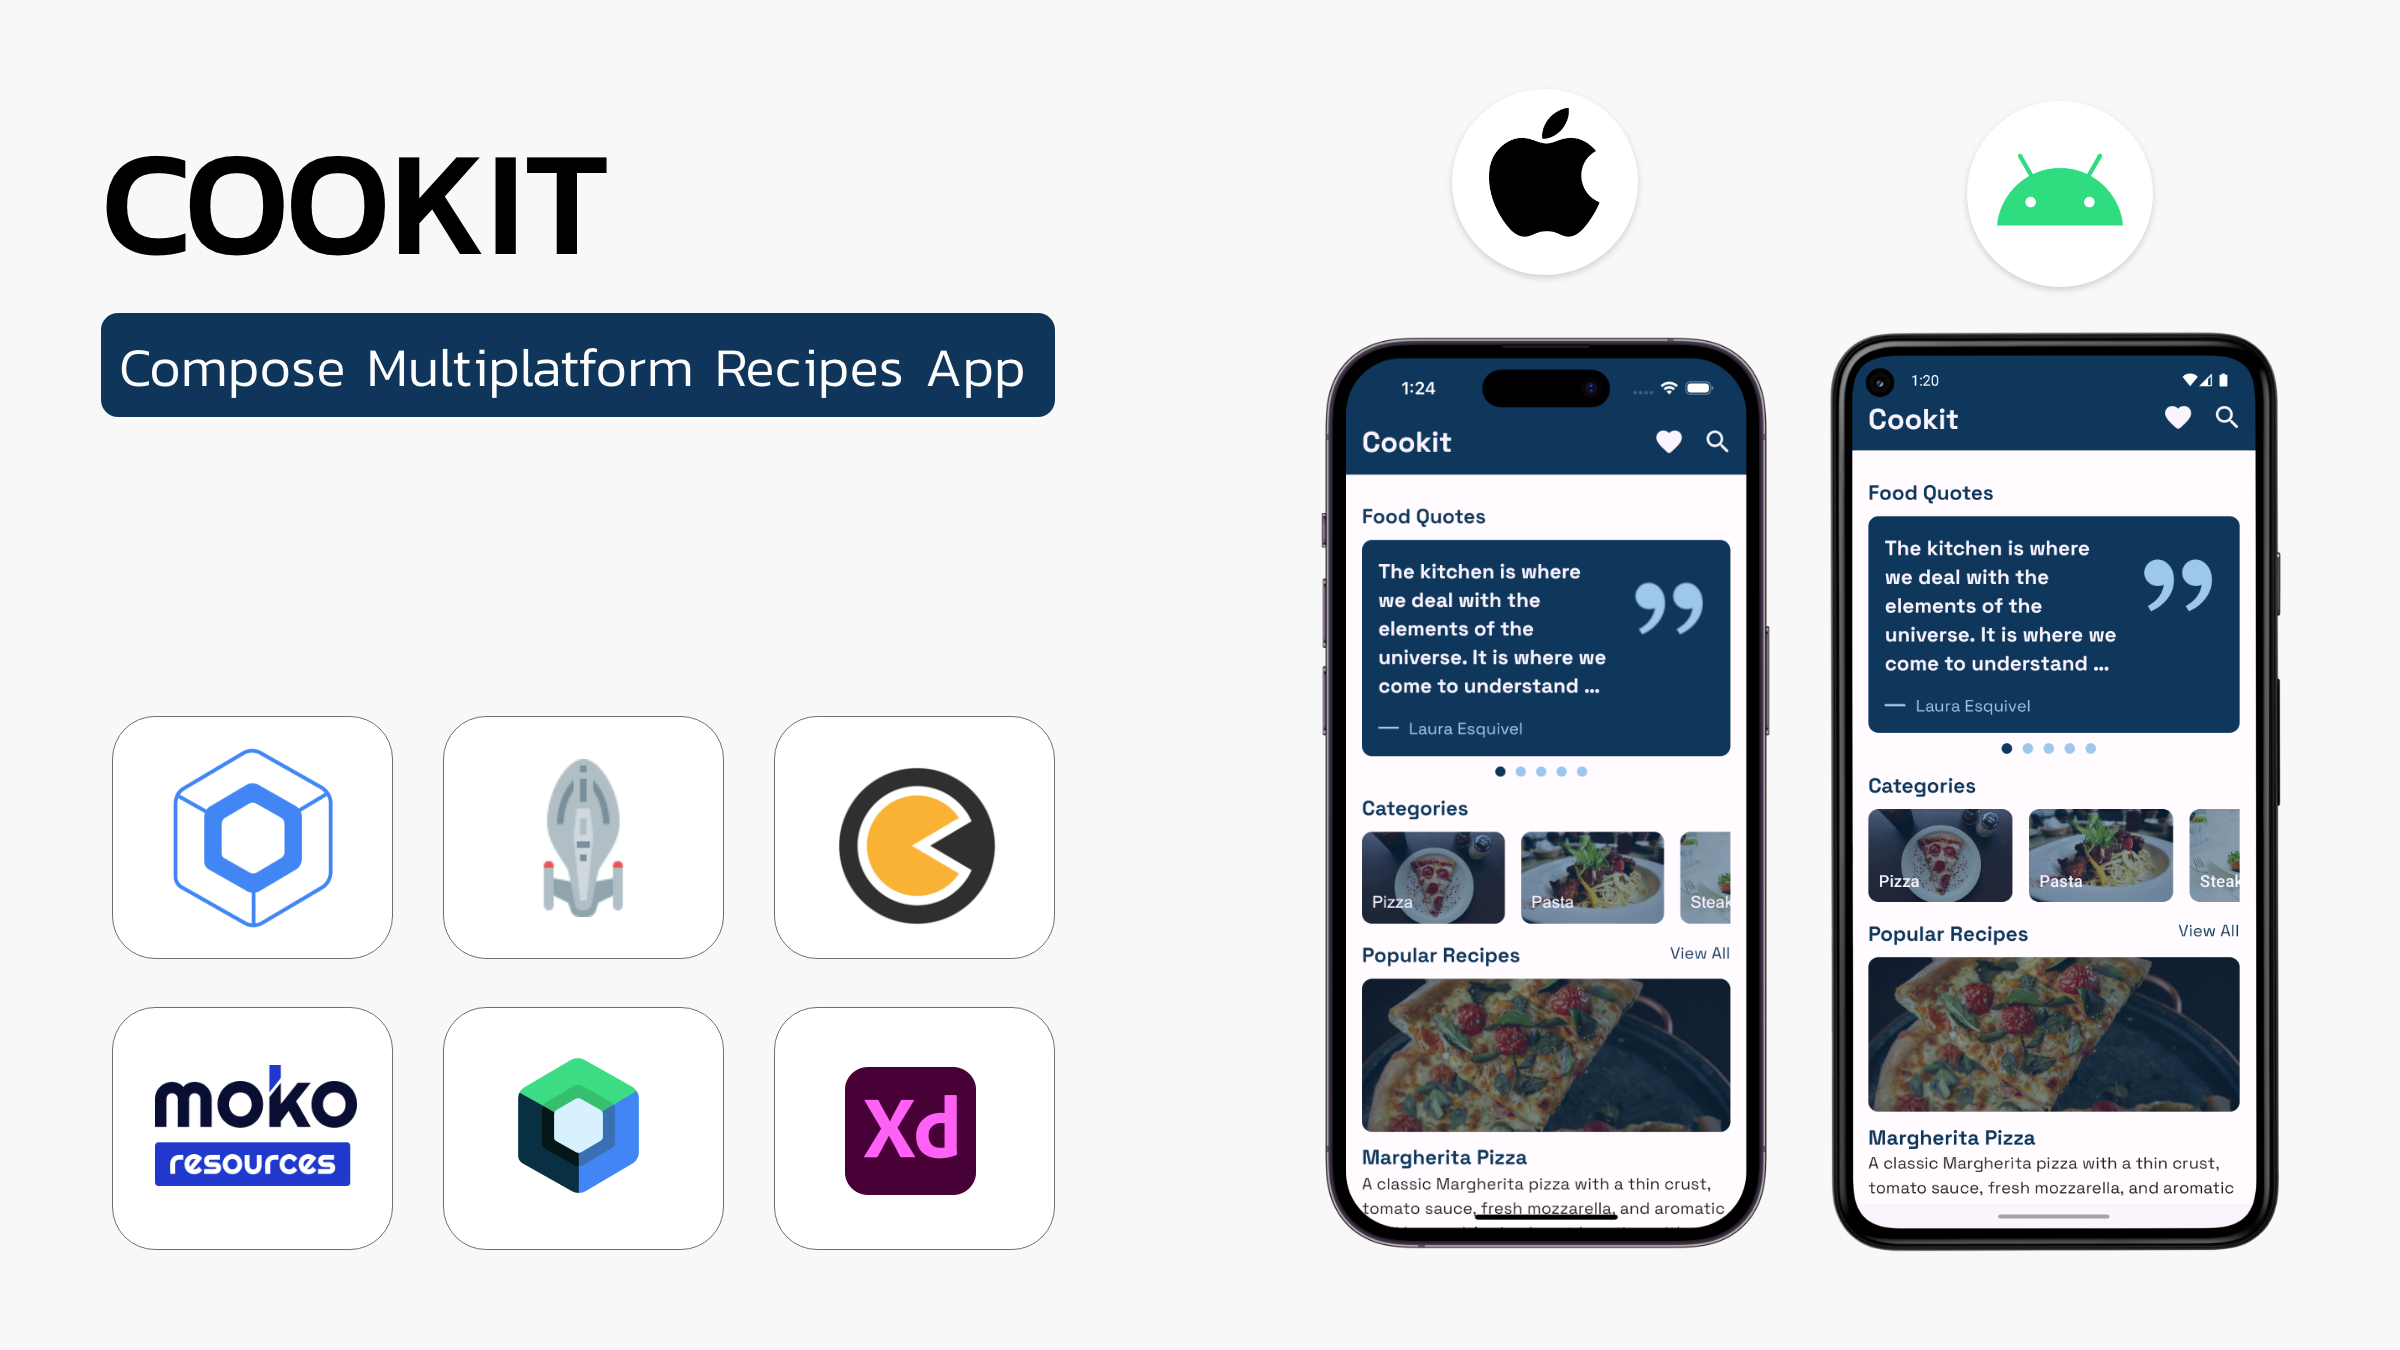 COOKIT
Compose Multiplatform Recipes App
moko
resources
Xd
1:24
Cookit
Food Quotes
The kitchen is where
we deal with the
elements of the
universe. It is where we
come to understand ...
— Laura Esquivel
Categories
Pizza
Pasta
Steak
Popular Recipes
View All
Margherita Pizza
A classic Margherita pizza with a thin crust,
tomato sauce, fresh mozzarella, and aromatic
1:20
Cookit
Food Quotes
The kitchen is where
we deal with the
elements of the
universe. It is where we
come to understand ...
— Laura Esquivel
Categories
Pizza
Pasta
Steak
Popular Recipes
View All
Margherita Pizza
A classic Margherita pizza with a thin crust,
tomato sauce, fresh mozzarella, and aromatic